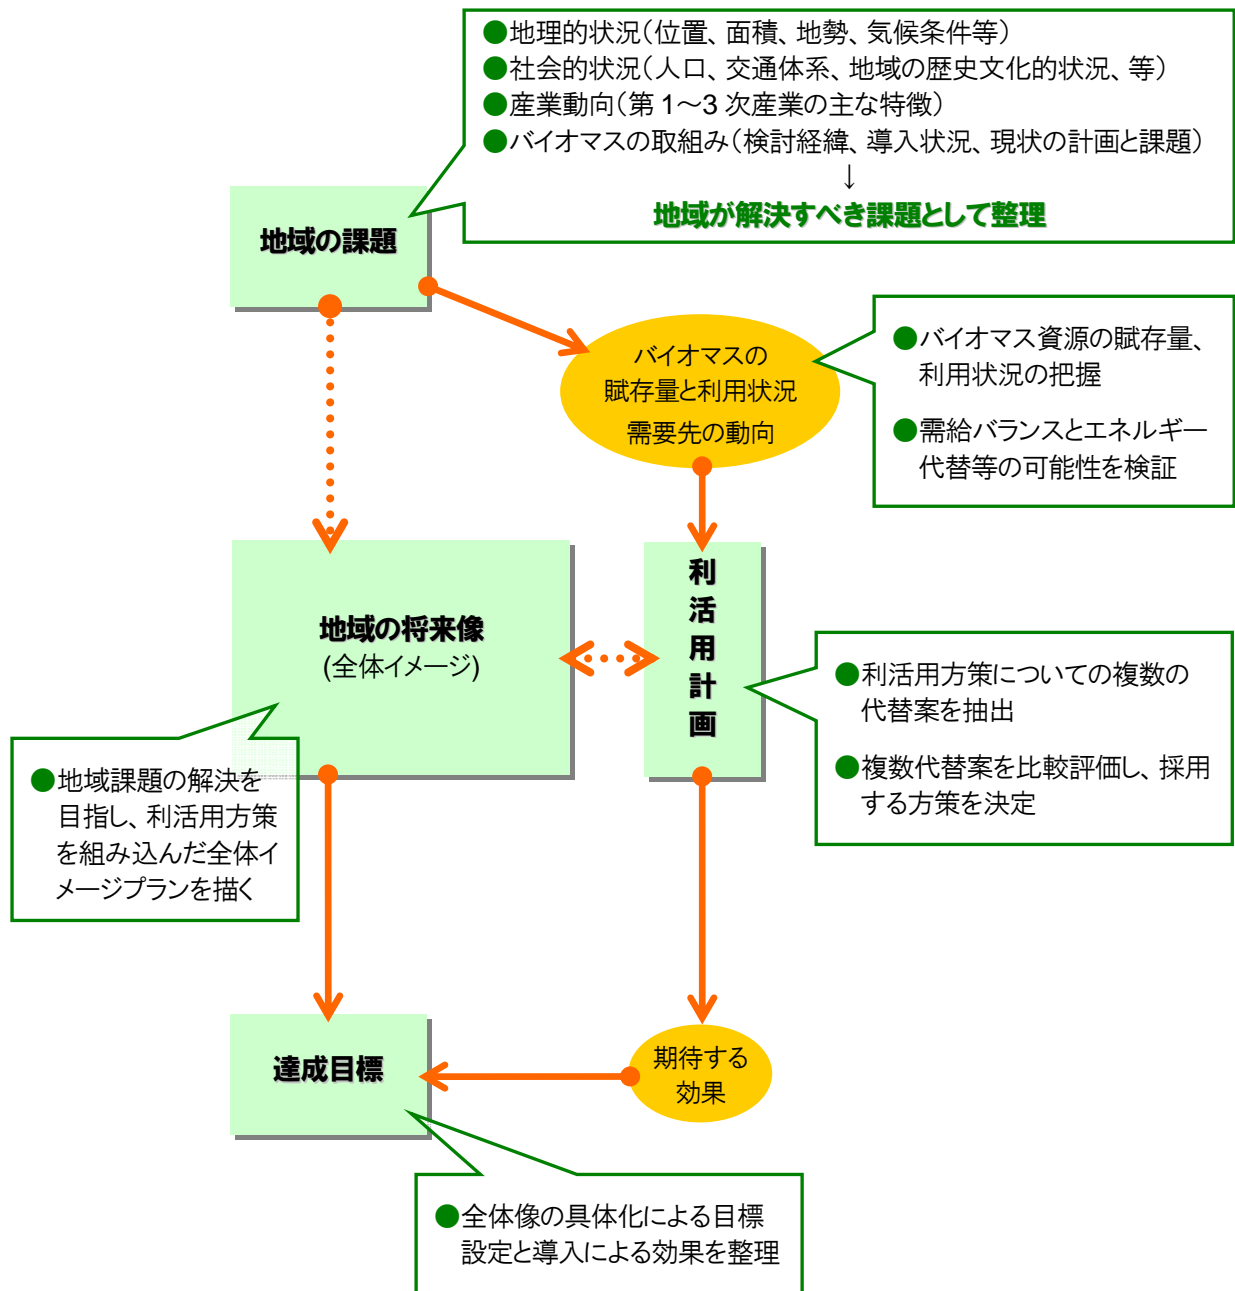 ●地理的状況(位置、面積、地勢、気候条件等)
●社会的状況(人口、交通体系、地域の歴史文化的状況、等)
●産業動向(第 1～3 次産業の主な特徴)
●バイオマスの取組み(検討経緯、導入状況、現状の計画と課題)
↓
地域が解決すべき課題として整理
地域の課題
バイオマスの
賦存量と利用状況
需要先の動向
●バイオマス資源の賦存量、
利用状況の把握
●需給バランスとエネルギー
代替等の可能性を検証
地域の将来像
(全体イメージ)
利
活
用
計
画
●利活用方策についての複数の
代替案を抽出
●複数代替案を比較評価し、採用
する方策を決定
●地域課題の解決を
目指し、利活用方策
を組み込んだ全体イ
メージプランを描く
達成目標
期待する
効果
●全体像の具体化による目標
設定と導入による効果を整理